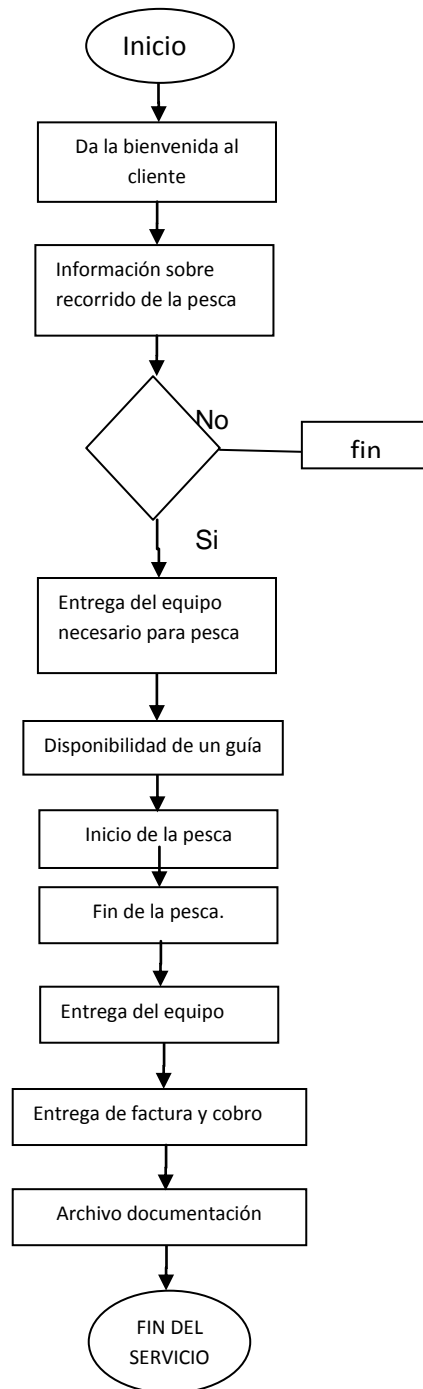 Inicio
Da la bienvenida al
cliente
Información sobre
recorrido de la pesca
No
fin
Si
Entrega del equipo
necesario para pesca
Disponibilidad de un guía
Inicio de la pesca
Fin de la pesca.
Entrega del equipo
Entrega de factura y cobro
Archivo documentación
FIN DEL
SERVICIO